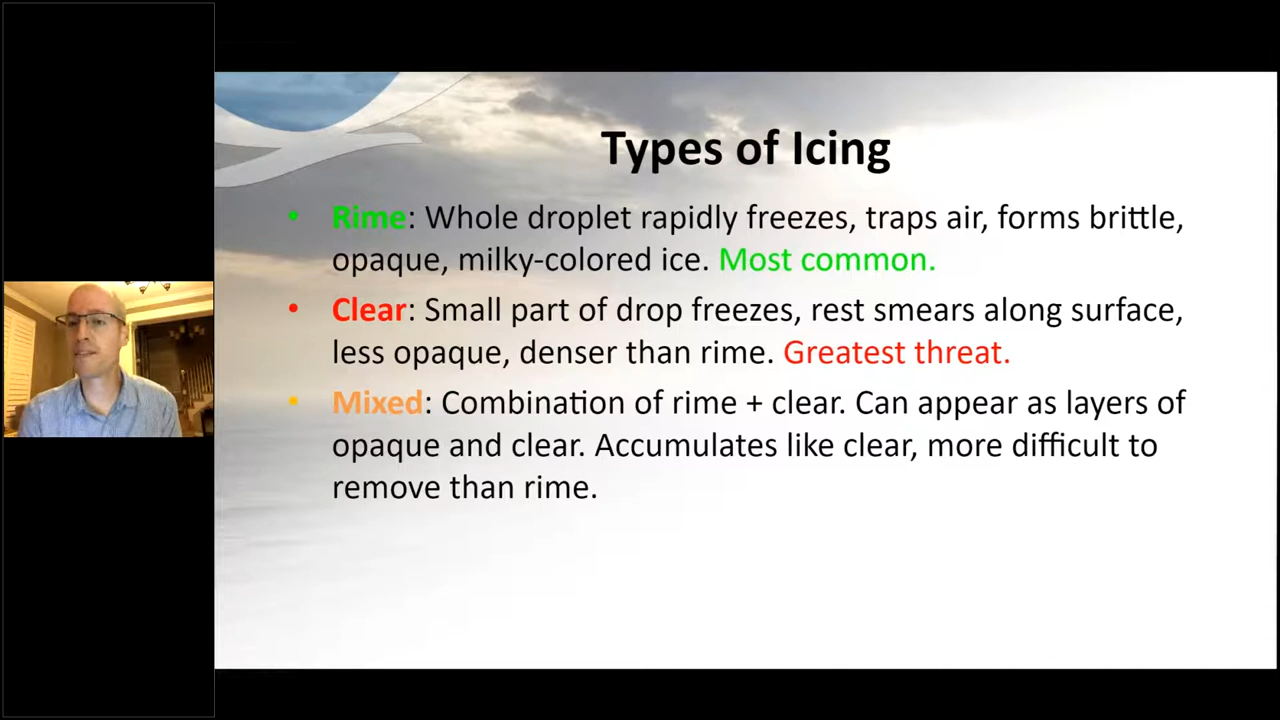 Types of Icing
• Rime: Whole droplet rapidly freezes, traps air, forms brittle,
opaque, milky-colored ice. Most common.
• Clear: Small part of drop freezes, rest smears along surface,
less opaque, denser than rime. Greatest threat.
• Mixed: Combination of rime + clear. Can appear as layers of
opaque and clear. Accumulates like clear, more difficult to
remove than rime.